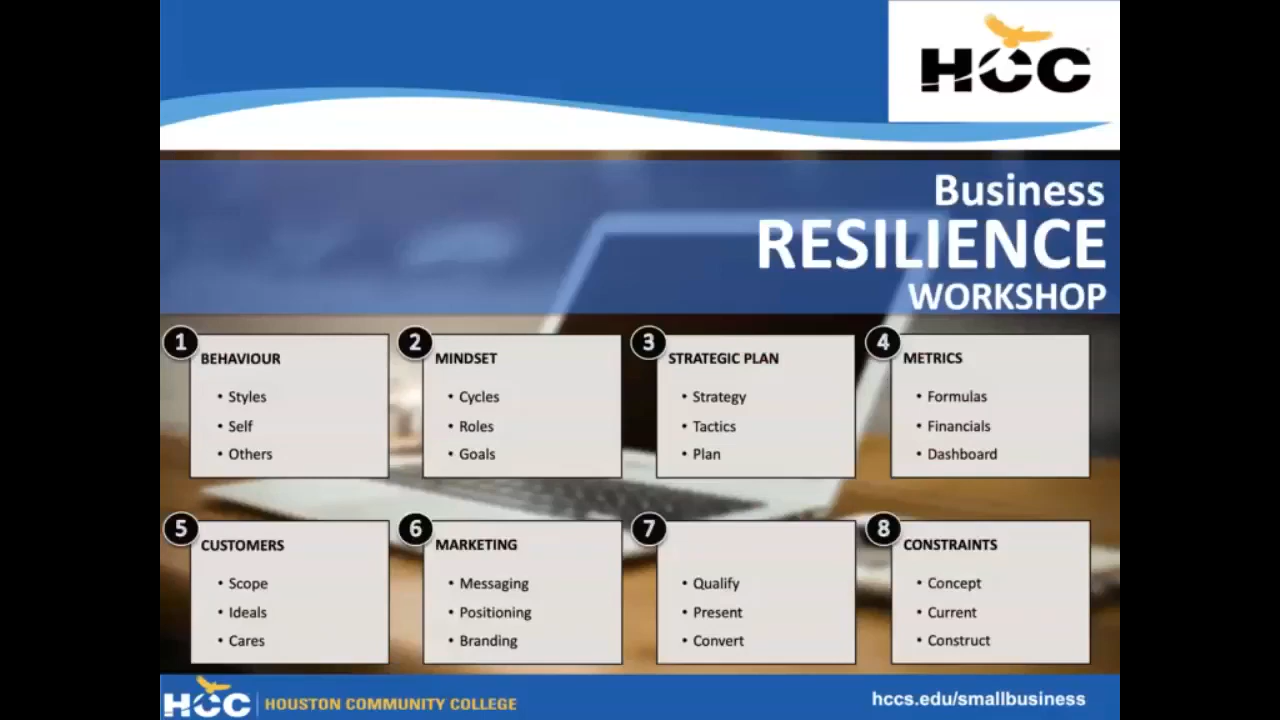 HCC
Business
RESILIENCE
WORKSHOP
1
BEHAVIOUR
• Styles
• Self
• Others
2
MINDSET
• Cycles
• Roles
• Goals
3
STRATEGIC PLAN
• Strategy
• Tactics
• Plan
4
METRICS
• Formulas
• Financials
• Dashboard
5
CUSTOMERS
• Scope
• Ideals
• Cares
6
MARKETING
• Messaging
• Positioning
• Branding
7
• Qualify
• Present
• Convert
8
CONSTRAINTS
• Concept
• Current
• Construct
HCC HOUSTON COMMUNITY COLLEGE
hccs.edu/smallbusiness